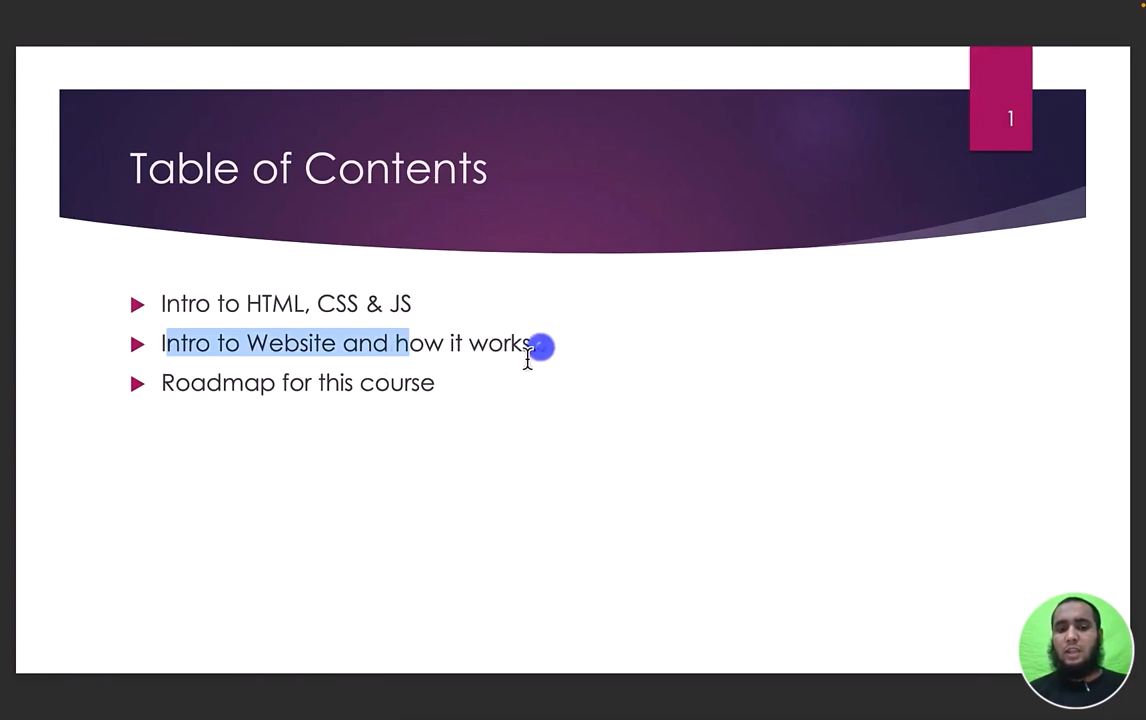 1
Table of Contents
Intro to HTML, CSS & JS
Intro to Website and how it works
Roadmap for this course